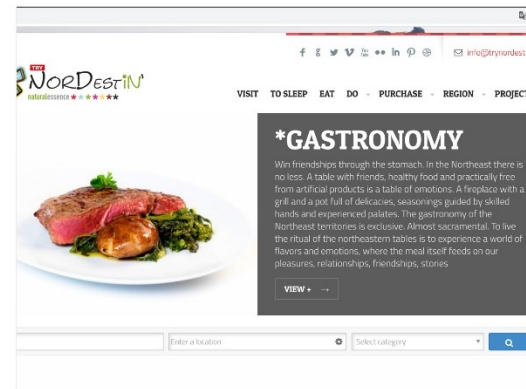 info@trynordest
TRY
NORDESTIN'
naturalessence
VISIT TO SLEEP EAT DO PURCHASE REGION PROJECT
*GASTRONOMY
Win friendships through the stomach. In the Northeast there is
no less. A table with friends, healthy food and practically free
from artificial products is a table of emotions. A fireplace with a
grill and a pot full of delicacies, seasonings guided by skilled
hands and experienced palates. The gastronomy of the
Northeast territories is exclusive. Almost sacramental. To live
the ritual of the northeastern tables is to experience a world of
flavors and emotions, where the meal itself feeds on our
pleasures, relationships, friendships, stories
VIEW + →
Enter a location
Select category